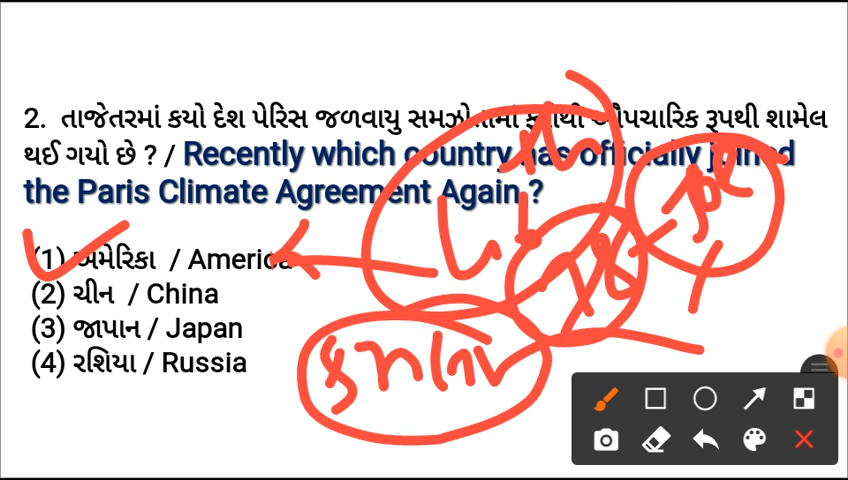 2. તાજેતરમાં કયો દેશ પેરિસ જળવાયુ સમઝોતામાં ફરીથી ઔપચારિક રૂપથી શામેલ
થઈ ગયો છે ? / Recently which country has officially joined
the Paris Climate Agreement Again ?
(1) અમેરિકા / America
(2) ચીન / China
(3) જાપાન / Japan
(4) રશિયા / Russia